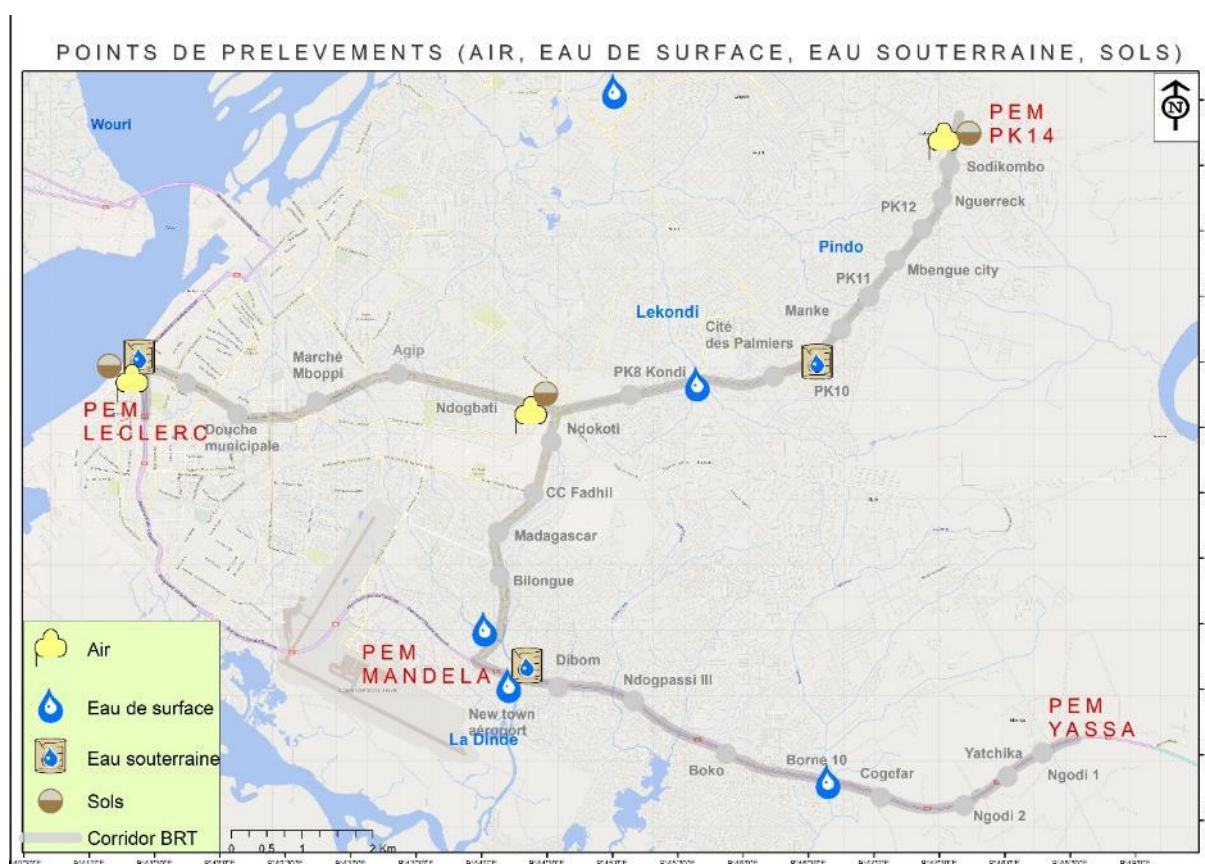 POINTS DE PRELEVEMENTS (AIR, EAU DE SURFACE, EAU SOUTERRAINE, SOLS)
Wouri
N
PEM
PK14
Sodikombo
Nguerreck
PK12
Pindo
Mbengue city
PK11
Lekondi
Manke
Cité
des Palmiers
Marché
Mboppi
Agip
PK8 Kondi
PK10
PEM
LECLERC
Ndogbati
Douche
municipale
Ndokoti
CC Fadhil
Madagascar
Bilongue
PEM
MANDELA
Dibom
Ndogpassi III
New town
aéroport
La Dinde
PEM
YASSA
Boko
Borne 10
Cogefar
Yatchika
Ngodi 1
Ngodi 2
Air
Eau de surface
Eau souterraine
Sols
Corridor BRT
0 0,5 1 2 Km